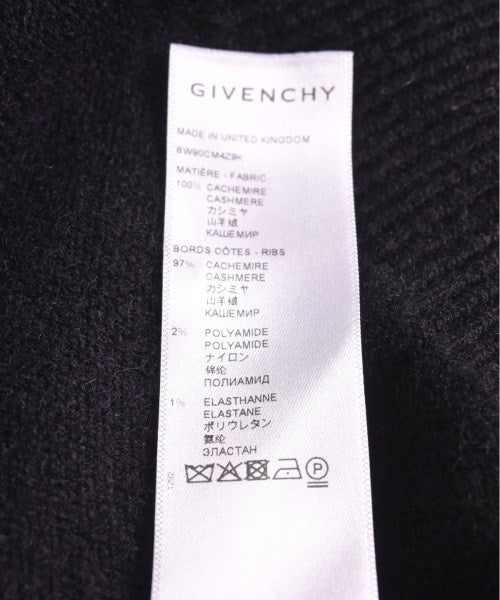 GIVENCHY
MADE IN UNITED KINGDOM
BW90CM4Z9K
MATIÈRE - FABRIC
100% CACHEMIRE
CASHMERE
カシミヤ
山羊绒
КАШЕМИР
BORDS CÔTES - RIBS
97% CACHEMIRE
CASHMERE
カシミヤ
山羊绒
КАШЕМИР
2% POLYAMIDE
POLYAMIDE
ナイロン
锦纶
ПОЛИАМИД
1% ELASTHANNE
ELASTANE
ポリウレタン
氨纶
ЭЛАСТАН
P